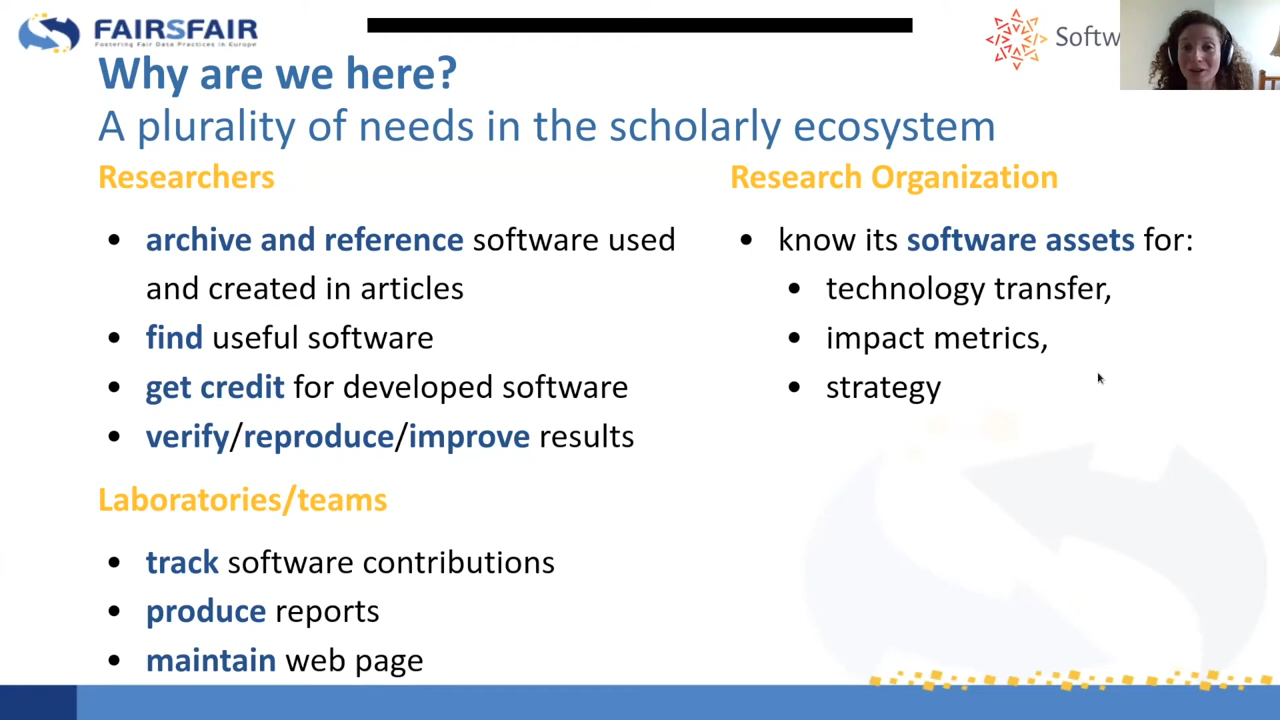 FAIRSFAIR
Fostering Fair Data Practices in Europe
Softw
Why are we here?
A plurality of needs in the scholarly ecosystem
Researchers
• archive and reference software used
and created in articles
• find useful software
• get credit for developed software
• verify/reproduce/improve results
Laboratories/teams
• track software contributions
• produce reports
• maintain web page
Research Organization
• know its software assets for:
• technology transfer,
• impact metrics,
• strategy